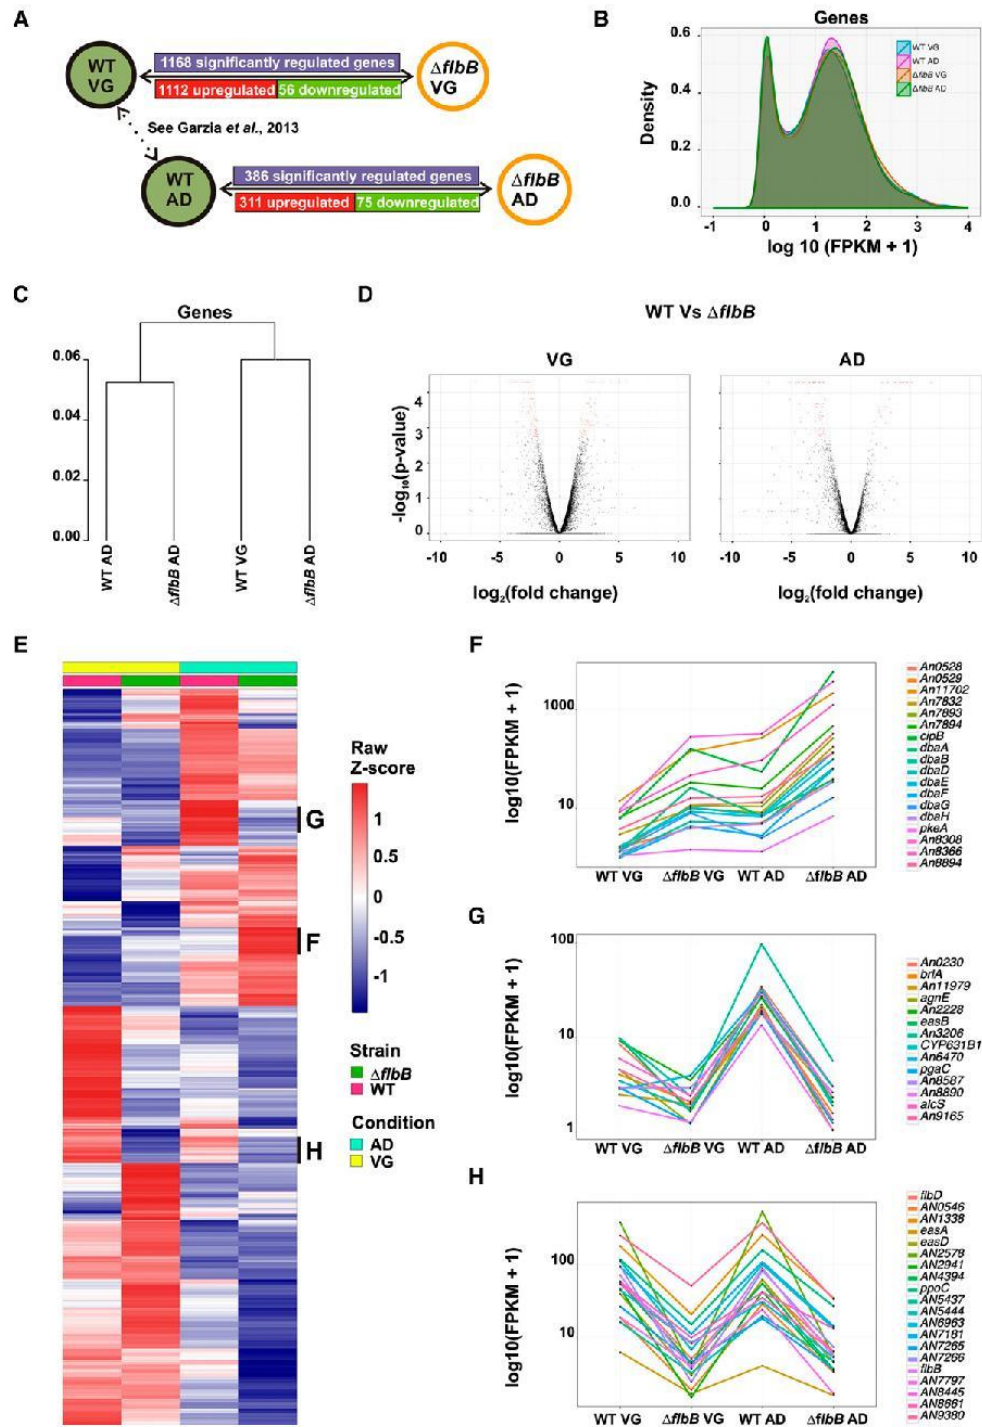 A
WT
VG
1168 significantly regulated genes
1112 upregulated 56 downregulated
ΔflbB
VG
See Garzia et al., 2013
WT
AD
386 significantly regulated genes
311 upregulated 75 downregulated
ΔflbB
AD
B
Genes
Density
0.6
0.4
0.2
0.0
WT VG
WT AD
ΔflbB VG
ΔflbB AD
-1 0 1 2 3 4
log 10 (FPKM + 1)
C
Genes
0.06
0.04
0.02
0.00
WT AD
ΔflbB AD
WT VG
ΔflbB AD
D
WT Vs ΔflbB
VG
AD
-log₁₀(p-value)
4
3
2
1
0
-10 -5 0 5 10
-10 -5 0 5 10
log₂(fold change)
log₂(fold change)
E
G
F
H
Raw
Z-score
1
0.5
0
-0.5
-1
Strain
ΔflbB
WT
Condition
AD
VG
F
log10(FPKM + 1)
1000
10
WT VG ΔflbB VG WT AD ΔflbB AD
An0528
An0529
An11702
An7832
An7893
An7894
cipB
dbaA
dbaB
dbaD
dbaE
dbaF
dbaG
dbaH
pkeA
An8308
An8366
An8894
G
log10(FPKM + 1)
100
10
1
WT VG ΔflbB VG WT AD ΔflbB AD
An0230
brlA
An11979
agnE
An2228
easB
An3206
CYP631B1
An6470
pgaC
An8587
An8890
alcS
An9165
H
log10(FPKM + 1)
100
10
WT VG ΔflbB VG WT AD ΔflbB AD
flbD
AN0546
AN1338
easA
easD
AN2578
AN2941
AN4394
ppoC
AN5437
AN5444
AN6963
AN7181
AN7265
AN7266
flbB
AN7797
AN8445
AN8661
AN9380